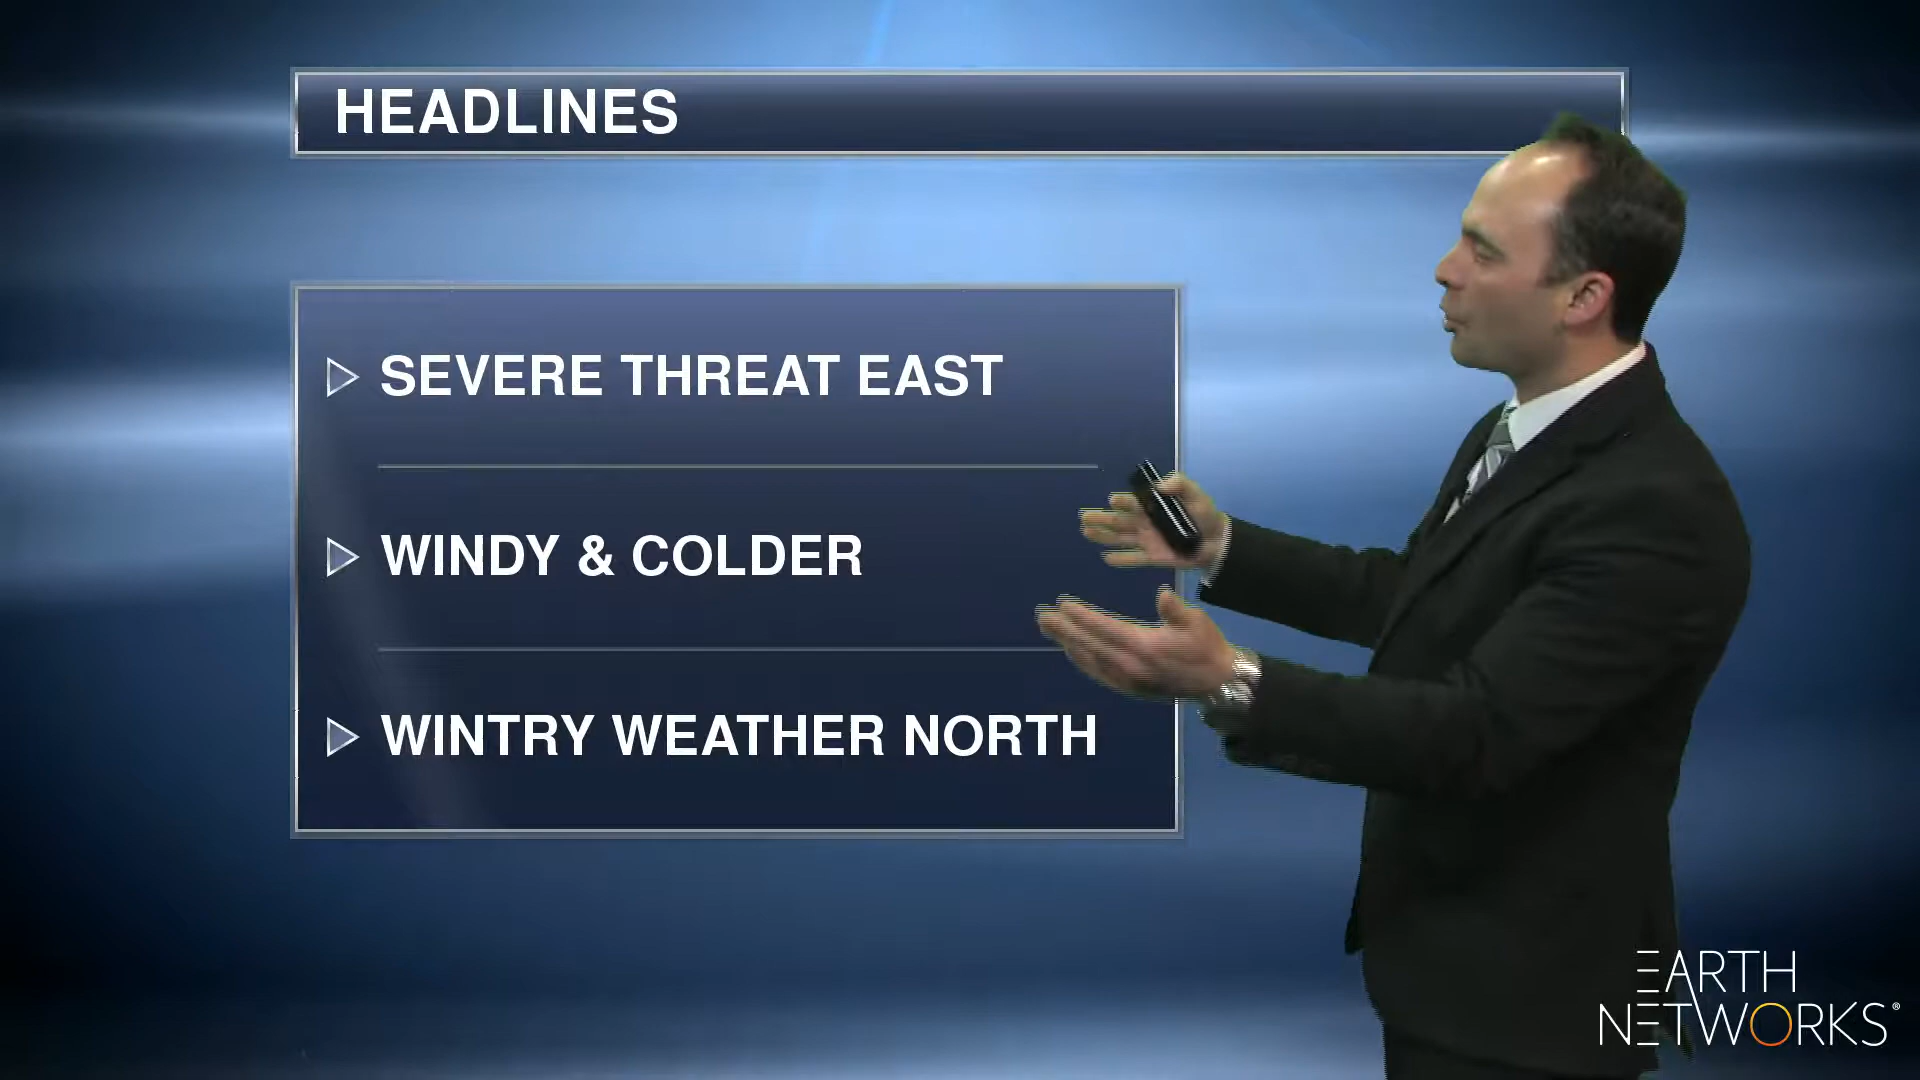 HEADLINES
SEVERE THREAT EAST
WINDY & COLDER
WINTRY WEATHER NORTH
EARTH
NETWORKS®